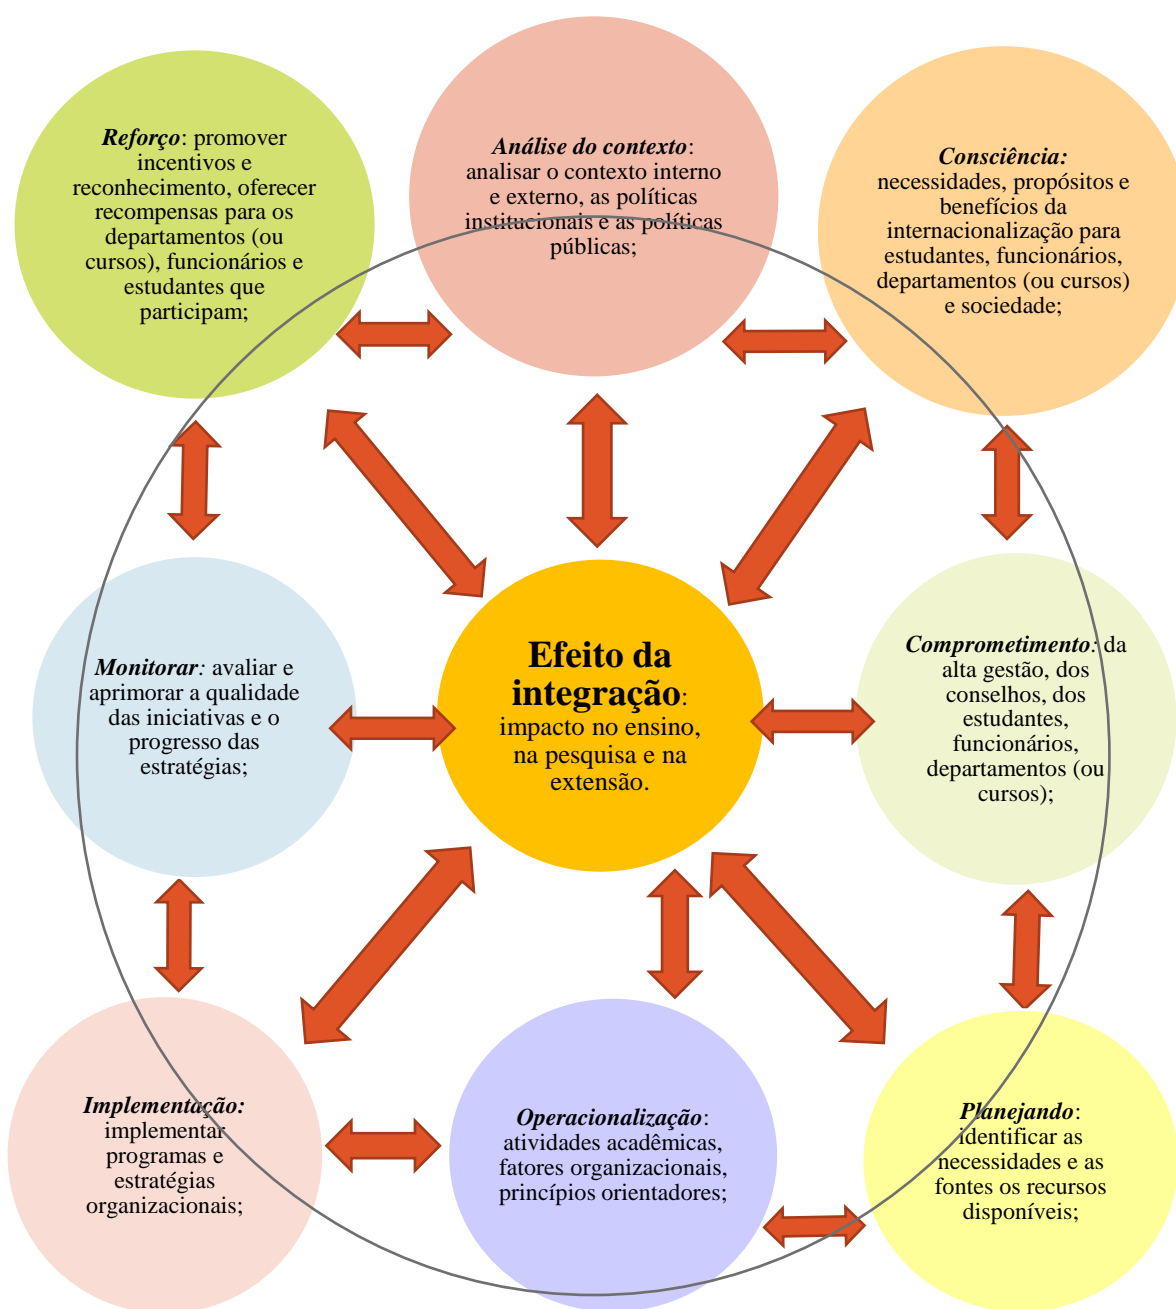 Reforço: promover
incentivos e
reconhecimento, oferecer
recompensas para os
departamentos (ou
cursos), funcionários e
estudantes que
participam;
Análise do contexto:
analisar o contexto interno
e externo, as políticas
institucionais e as políticas
públicas;
Consciência:
necessidades, propósitos e
benefícios da
internacionalização para
estudantes, funcionários,
departamentos (ou cursos)
e sociedade;
Monitorar: avaliar e
aprimorar a qualidade
das iniciativas e o
progresso das
estratégias;
Efeito da
integração:
impacto no ensino,
na pesquisa e na
extensão.
Comprometimento: da
alta gestão, dos
conselhos, dos
estudantes,
funcionários,
departamentos (ou
cursos);
Implementação:
implementar
programas e
estratégias
organizacionais;
Operacionalização:
atividades acadêmicas,
fatores organizacionais,
princípios orientadores;
Planejando:
identificar as
necessidades e as
fontes os recursos
disponíveis;